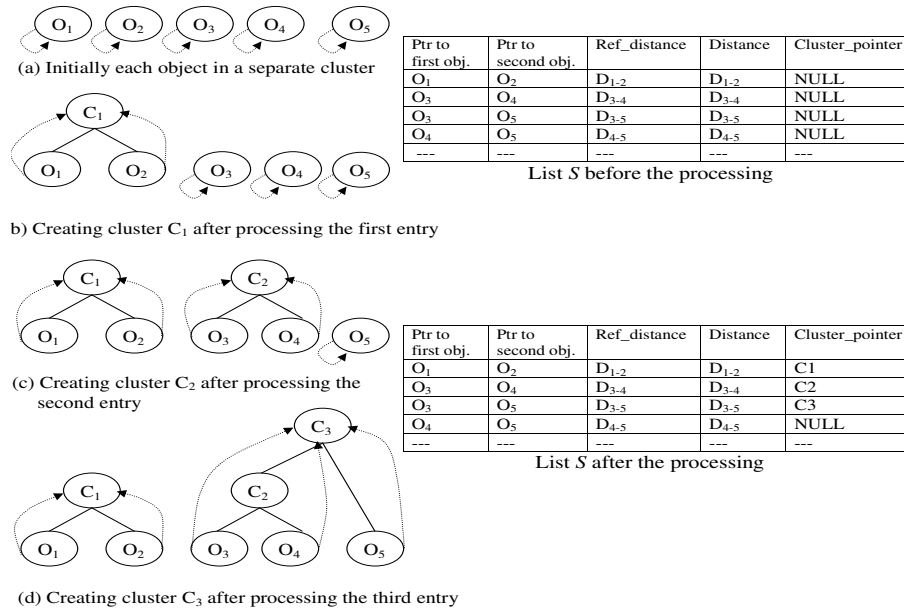 O1 O2 O3 O4 O5
(a) Initially each object in a separate cluster
C1
O1 O2 O3 O4 O5
b) Creating cluster C1 after processing the first entry
C1 C2
O1 O2 O3 O4 O5
(c) Creating cluster C2 after processing the
second entry
C3
C1 C2
O1 O2 O3 O4 O5
(d) Creating cluster C3 after processing the third entry
Ptr to first obj. Ptr to second obj. Ref_distance Distance Cluster_pointer
O1 O2 D1-2 D1-2 NULL
O3 O4 D3-4 D3-4 NULL
O3 O5 D3-5 D3-5 NULL
O4 O5 D4-5 D4-5 NULL
--- --- --- --- ---
List S before the processing
Ptr to first obj. Ptr to second obj. Ref_distance Distance Cluster_pointer
O1 O2 D1-2 D1-2 C1
O3 O4 D3-4 D3-4 C2
O3 O5 D3-5 D3-5 C3
O4 O5 D4-5 D4-5 NULL
--- --- --- --- ---
List S after the processing